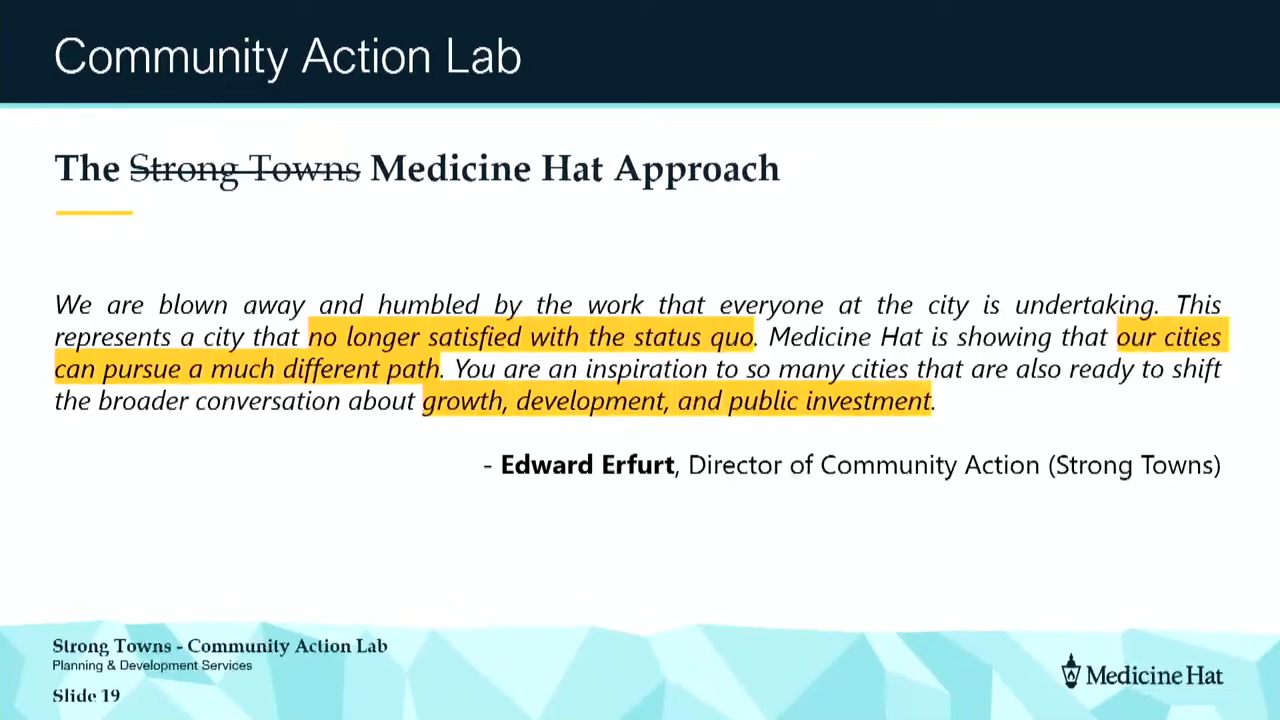 Community Action Lab
The Strong Towns Medicine Hat Approach
We are blown away and humbled by the work that everyone at the city is undertaking. This
represents a city that no longer satisfied with the status quo. Medicine Hat is showing that our cities
can pursue a much different path. You are an inspiration to so many cities that are also ready to shift
the broader conversation about growth, development, and public investment.
- Edward Erfurt, Director of Community Action (Strong Towns)
Strong Towns - Community Action Lab
Planning & Development Services
Slide 19
Medicine Hat